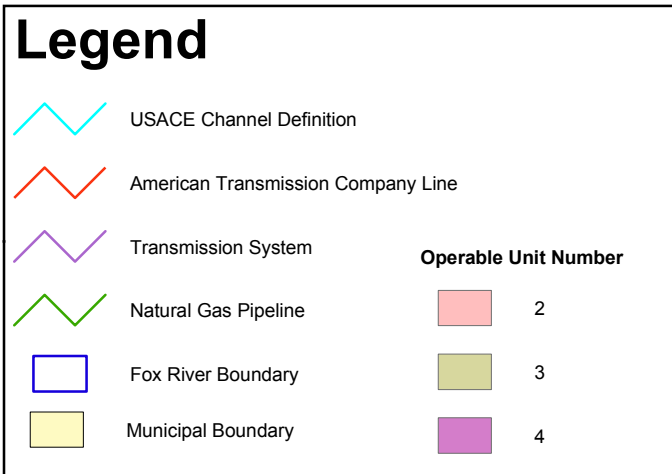 Legend
USACE Channel Definition
American Transmission Company Line
Transmission System
Natural Gas Pipeline
Fox River Boundary
Municipal Boundary
Operable Unit Number
2
3
4